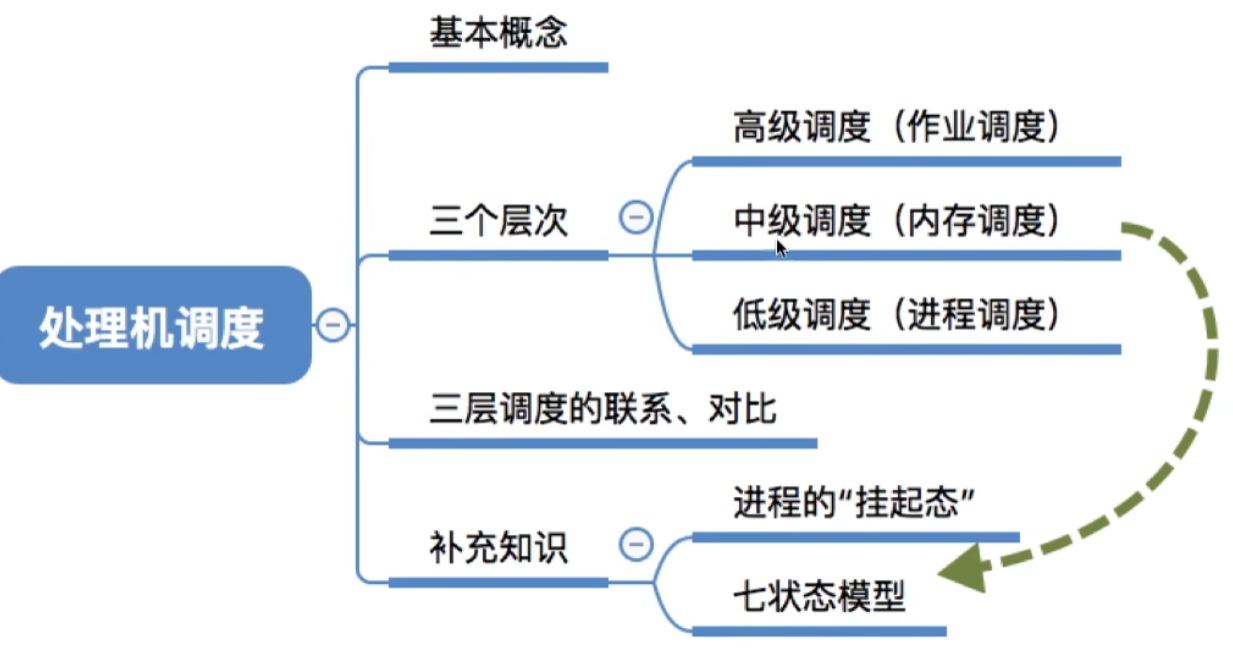 基本概念
高级调度（作业调度）
三个层次
中级调度（内存调度）
低级调度（进程调度）
处理机调度
三层调度的联系、对比
进程的“挂起态”
补充知识
七状态模型